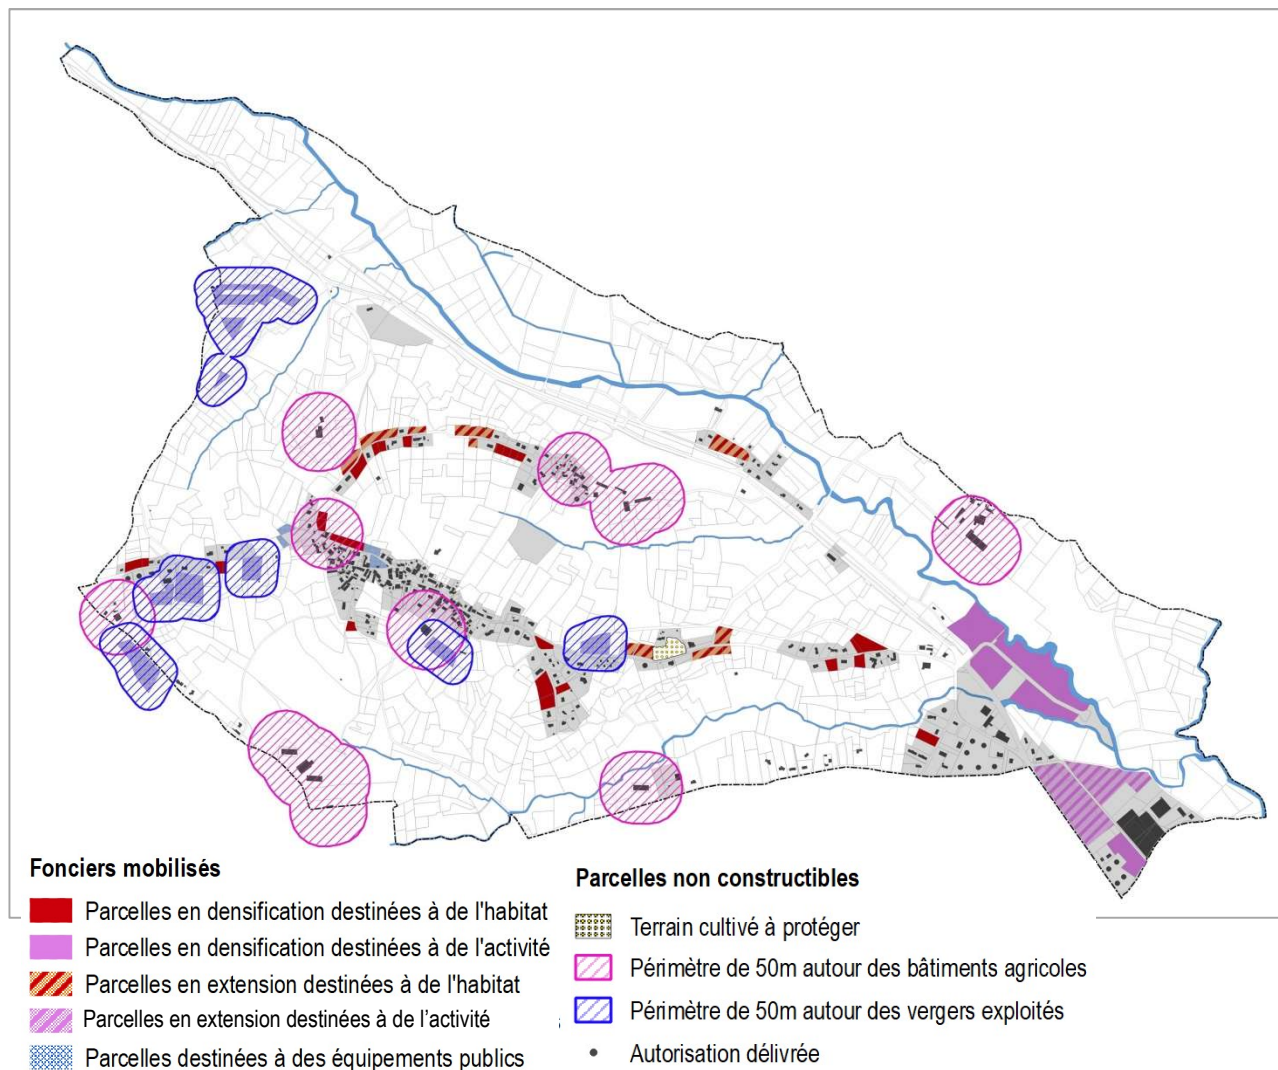 Fonciers mobilisés
Parcelles en densification destinées à de l'habitat
Parcelles en densification destinées à de l'activité
Parcelles en extension destinées à de l'habitat
Parcelles en extension destinées à de l’activité
Parcelles destinées à des équipements publics
Parcelles non constructibles
Terrain cultivé à protéger
Périmètre de 50m autour des bâtiments agricoles
Périmètre de 50m autour des vergers exploités
Autorisation délivrée